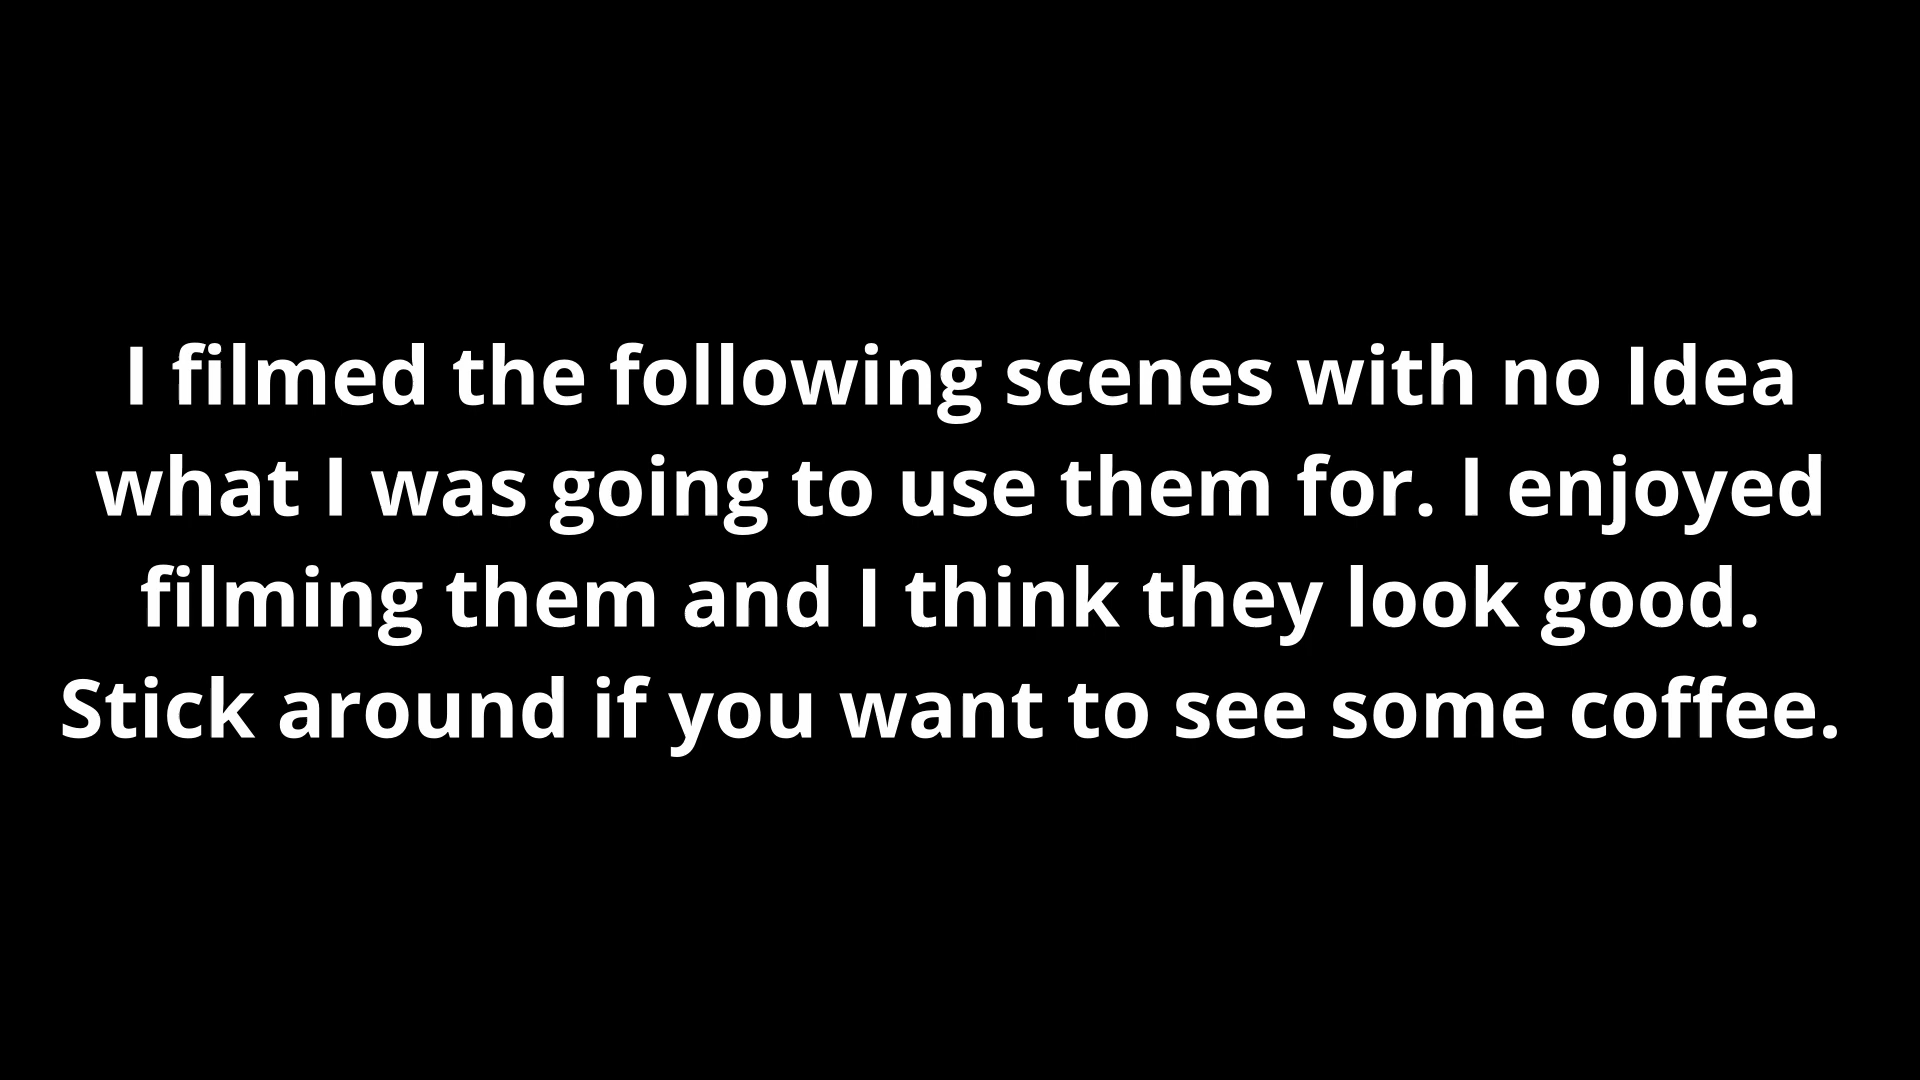 I filmed the following scenes with no Idea
what I was going to use them for. I enjoyed
filming them and I think they look good.
Stick around if you want to see some coffee.